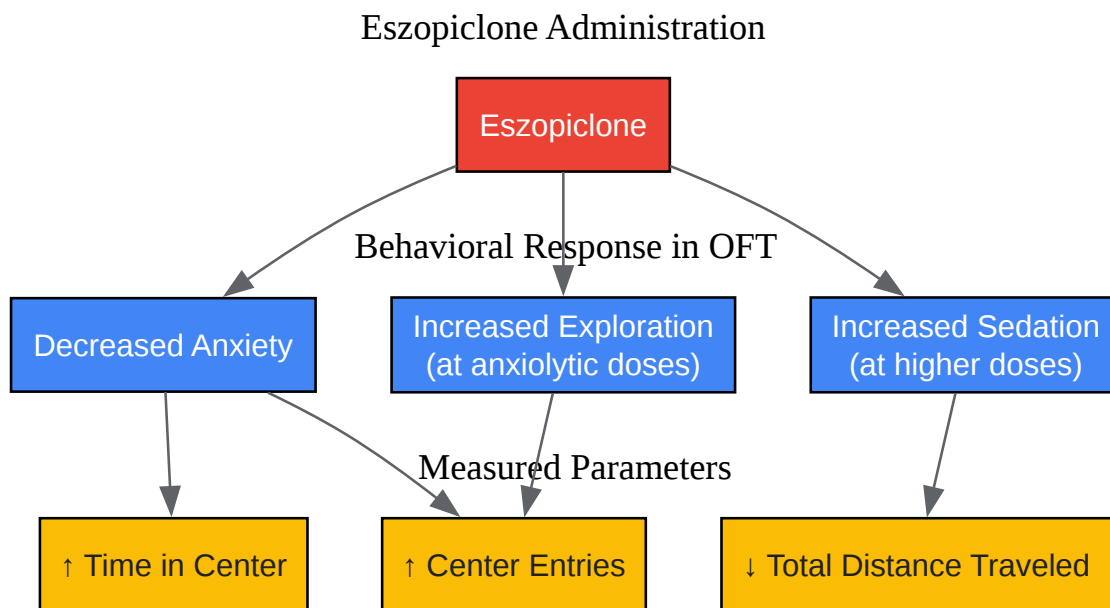 Eszopiclone Administration
Eszopiclone
Behavioral Response in OFT
Decreased Anxiety
Increased Exploration
(at anxiolytic doses)
Increased Sedation
(at higher doses)
Measured Parameters
↑ Time in Center
↑ Center Entries
↓ Total Distance Traveled